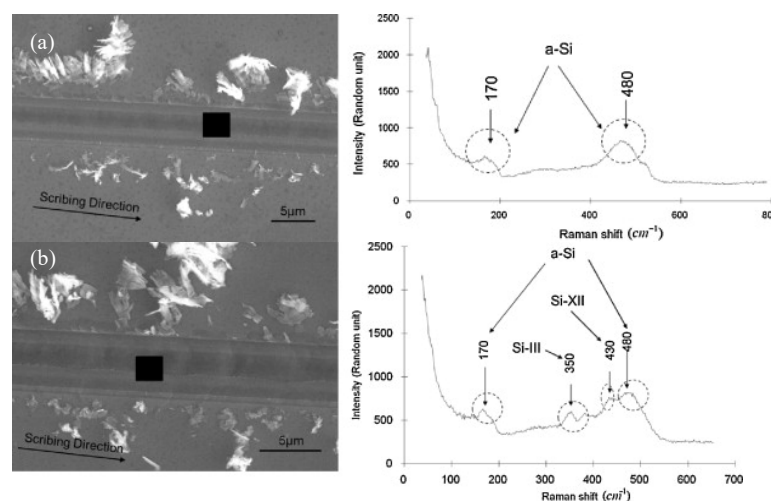 (a)
Scribing Direction
5μm
2500
2000
1500
1000
500
0
Intensity (Random unit)
a-Si
170
480
0 200 400 600 80
Raman shift (cm⁻¹)
(b)
Scribing Direction
5μm
2500
2000
1500
1000
500
0
Intensity (Random unit)
a-Si
Si-XII
Si-III
170
350
430
480
0 100 200 300 400 500 600 700
Raman shift (cm⁻¹)